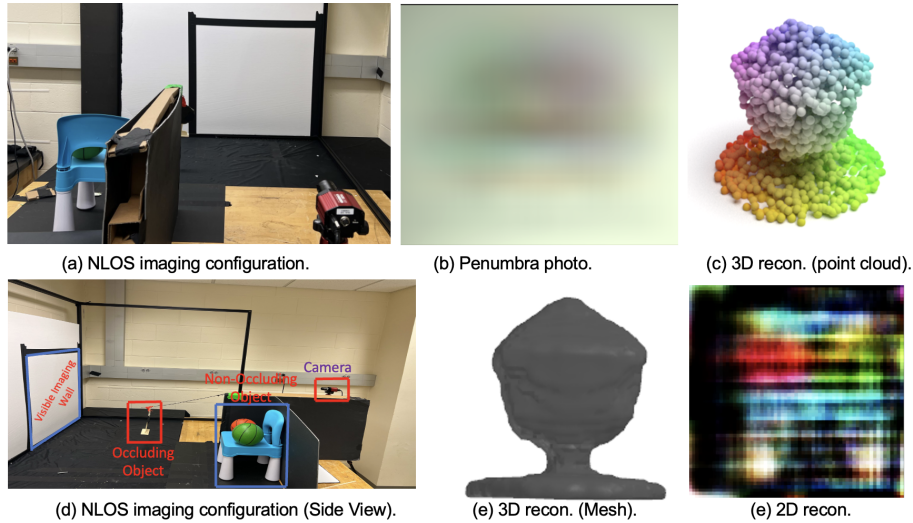 (a) NLOS imaging configuration.
(b) Penumbra photo.
(c) 3D recon. (point cloud).
Visible Imaging
Wall
Occluding
Object
Non-Occluding
Object
Camera
(d) NLOS imaging configuration (Side View).
(e) 3D recon. (Mesh).
(e) 2D recon.